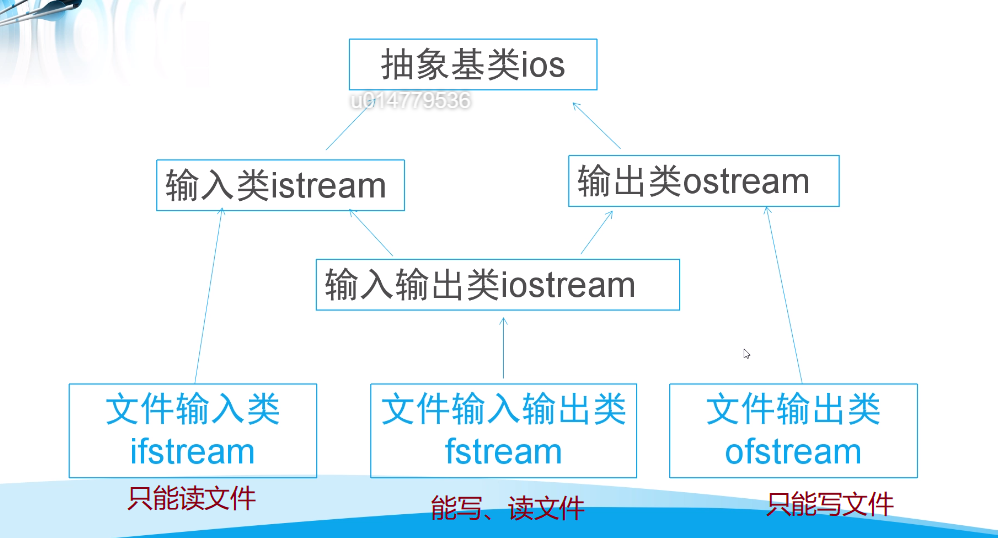 抽象基类ios
u014779536
输入类istream
输出类ostream
输入输出类iostream
文件输入类
ifstream
文件输入输出类
fstream
文件输出类
ofstream
只能读文件
能写、读文件
只能写文件